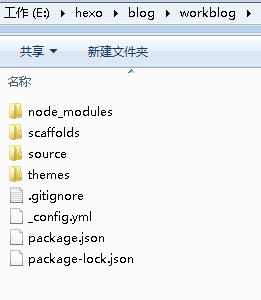 工作 (E:) ▸ hexo ▸ blog ▸ workblog ▸
共享 ▾ 新建文件夹
名称
node_modules
scaffolds
source
themes
.gitignore
_config.yml
package.json
package-lock.json